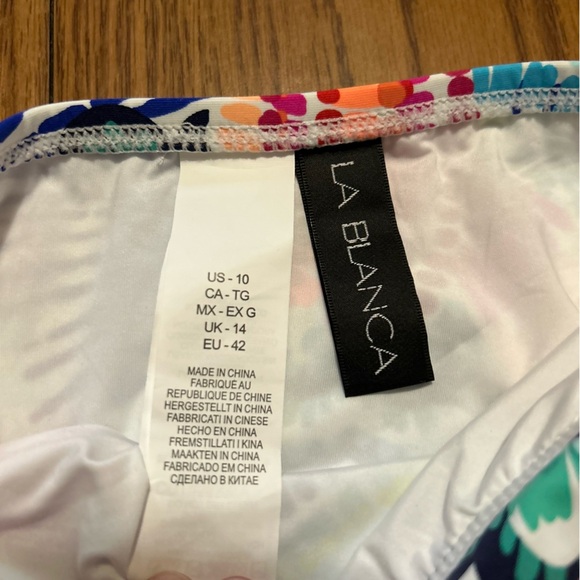 US - 10
CA - TG
MX - EX G
UK - 14
EU - 42
MADE IN CHINA
FABRIQUÉ AU
REPUBLIQUE DE CHINE
HERGESTELLT IN CHINA
FABBRICATI IN CINESE
HECHO EN CHINA
FREMSTILLATI I KINA
MAAKTEN IN CHINA
FABRICADO EM CHINA
СДЕЛАНО В КИТАЕ
LA BLANCA